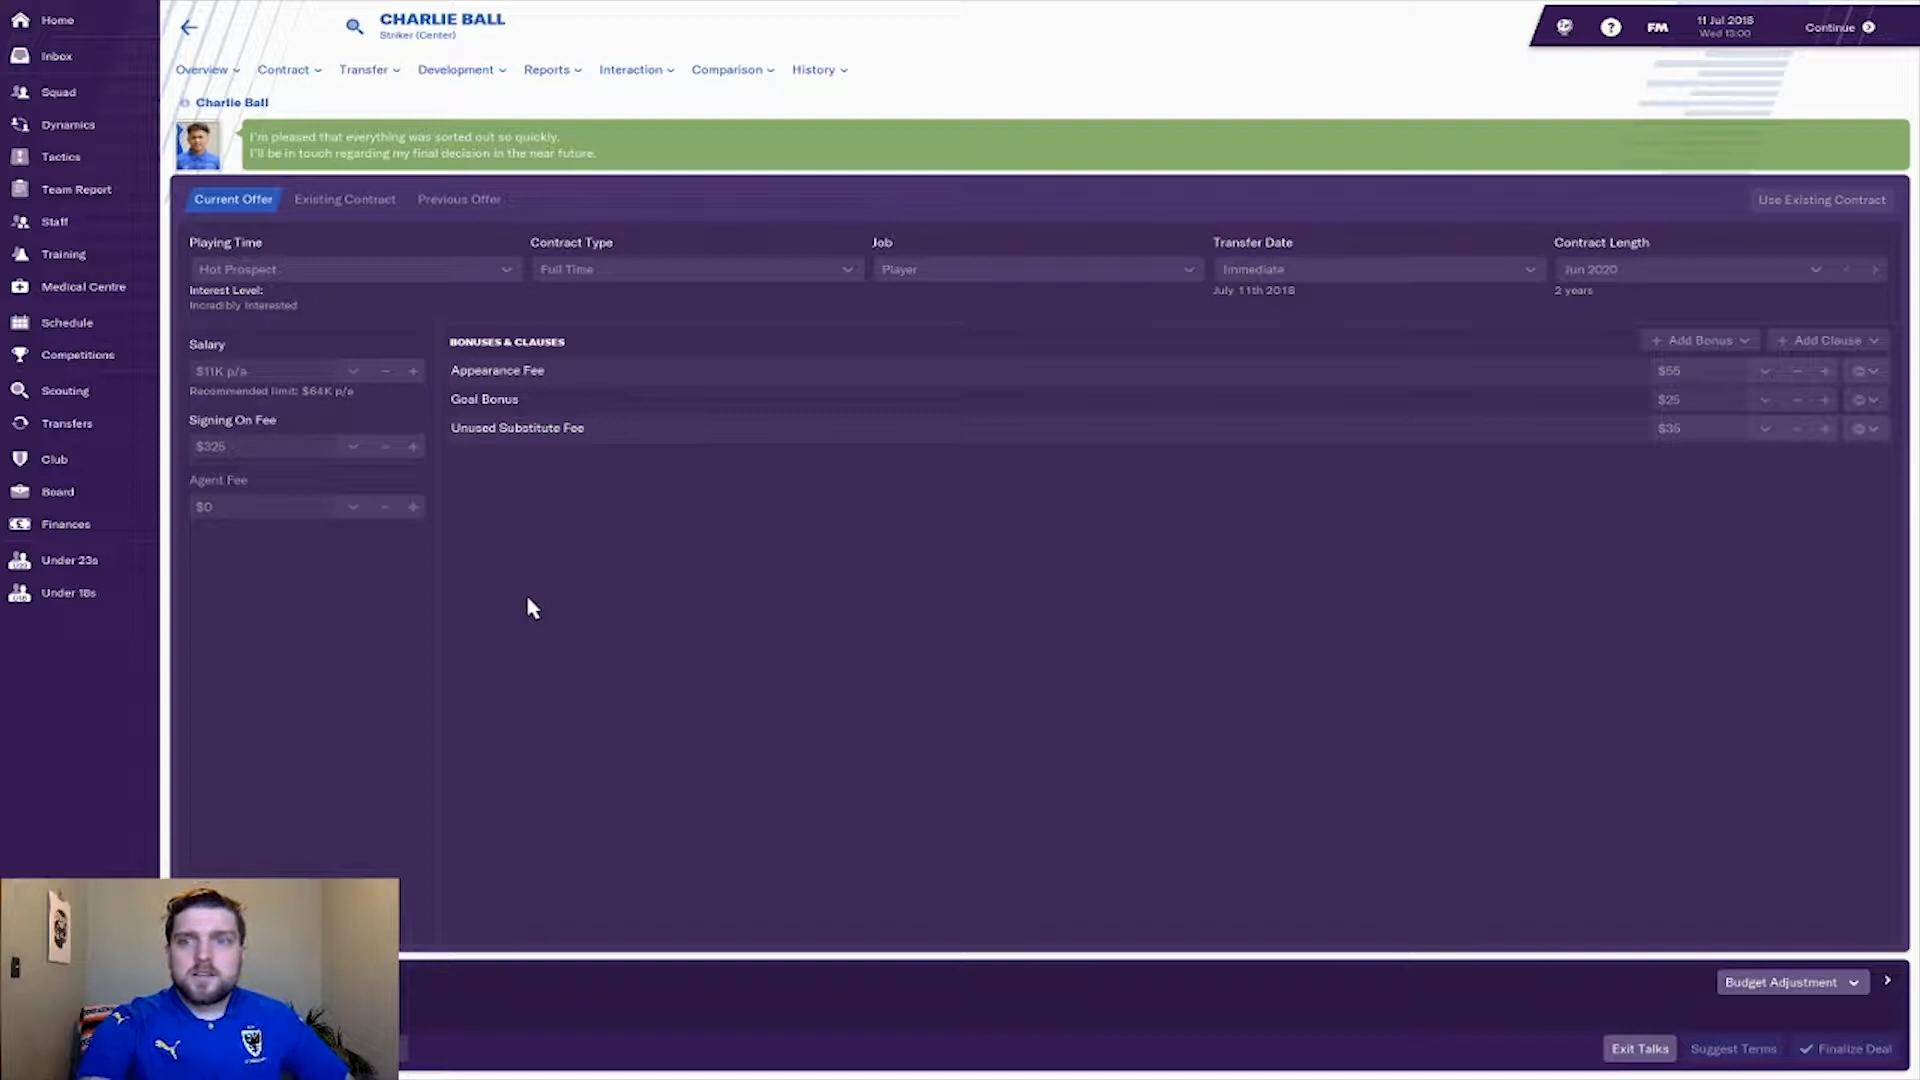 Home
CHARLIE BALL
Striker (Center)
FM
11 Jul 2018
Wed 13:00
Continue
Inbox
Overview
Contract
Transfer
Development
Reports
Interaction
Comparison
History
Squad
Charlie Ball
Dynamics
I'm pleased that everything was sorted out so quickly.
I'll be in touch regarding my final decision in the near future.
Tactics
Team Report
Current Offer
Existing Contract
Previous Offer
Use Existing Contract
Staff
Training
Medical Centre
Schedule
Competitions
Scouting
Transfers
Club
Board
Finances
Under 23s
Under 18s
Playing Time
Contract Type
Job
Transfer Date
Contract Length
Hot Prospect
Full Time
Player
Immediate
Jun 2020
Interest Level:
Incredibly Interested
July 11th 2018
2 years
Salary
$11K p/a
Recommended limit: $64K p/a
Signing On Fee
$325
Agent Fee
$0
BONUSES & CLAUSES
+ Add Bonus
+ Add Clause
Appearance Fee
$55
Goal Bonus
$25
Unused Substitute Fee
$35
Budget Adjustment
Exit Talks
Suggest Terms
Finalize Deal